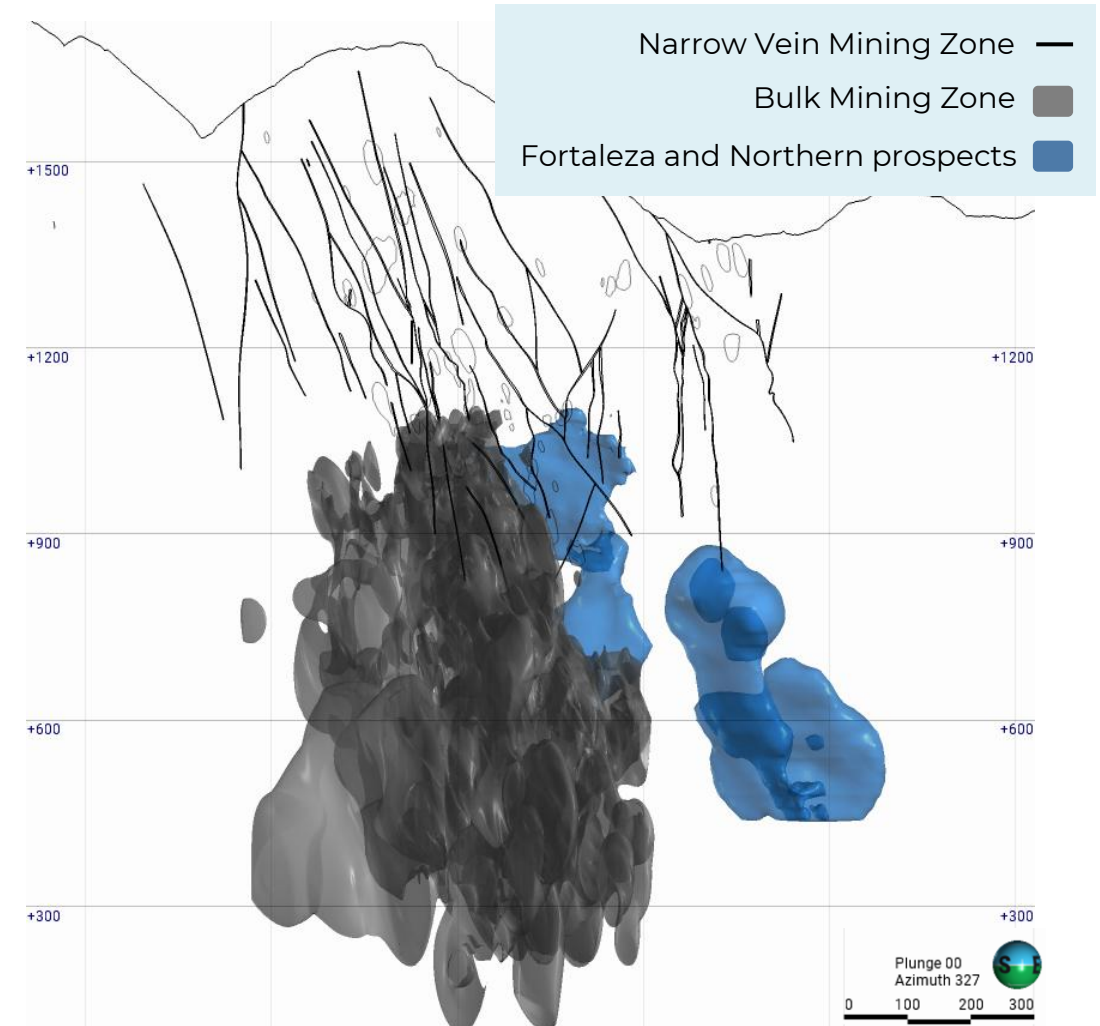 Narrow Vein Mining Zone
Bulk Mining Zone
Fortaleza and Northern prospects
+1500
+1200 +1200
+900 +900
+600 +600
+300 +300
Plunge 00
Azimuth 327
S E
0 100 200 300